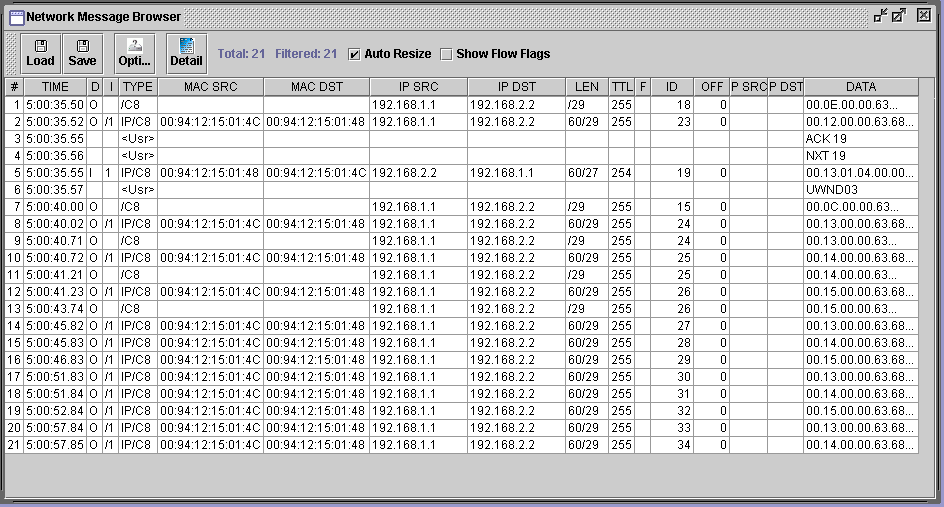 Network Message Browser
Load Save Opti... Detail Total: 21 Filtered: 21 Auto Resize Show Flow Flags
# TIME D I TYPE MAC SRC MAC DST IP SRC IP DST LEN TTL F ID OFF P SRC P DST DATA
1 5:00:35.50 O /C8 192.168.1.1 192.168.2.2 /29 255 18 0 00.0E.00.00.63...
2 5:00:35.52 O /1 IP/C8 00:94:12:15:01:4C 00:94:12:15:01:48 192.168.1.1 192.168.2.2 60/29 255 23 0 00.12.00.00.63.68...
3 5:00:35.55 <Usr> ACK 19
4 5:00:35.56 <Usr> NXT 19
5 5:00:35.55 I 1 IP/C8 00:94:12:15:01:48 00:94:12:15:01:4C 192.168.2.2 192.168.1.1 60/27 254 19 0 00.13.01.04.00.00...
6 5:00:35.57 <Usr> UWND03
7 5:00:40.00 O /C8 192.168.1.1 192.168.2.2 /29 255 15 0 00.0C.00.00.63...
8 5:00:40.02 O /1 IP/C8 00:94:12:15:01:4C 00:94:12:15:01:48 192.168.1.1 192.168.2.2 60/29 255 24 0 00.13.00.00.63.68...
9 5:00:40.71 O /C8 192.168.1.1 192.168.2.2 /29 255 24 0 00.13.00.00.63...
10 5:00:40.72 O /1 IP/C8 00:94:12:15:01:4C 00:94:12:15:01:48 192.168.1.1 192.168.2.2 60/29 255 25 0 00.14.00.00.63.68...
11 5:00:41.21 O /C8 192.168.1.1 192.168.2.2 /29 255 25 0 00.14.00.00.63...
12 5:00:41.23 O /1 IP/C8 00:94:12:15:01:4C 00:94:12:15:01:48 192.168.1.1 192.168.2.2 60/29 255 26 0 00.15.00.00.63.68...
13 5:00:43.74 O /C8 192.168.1.1 192.168.2.2 /29 255 26 0 00.15.00.00.63...
14 5:00:45.82 O /1 IP/C8 00:94:12:15:01:4C 00:94:12:15:01:48 192.168.1.1 192.168.2.2 60/29 255 27 0 00.13.00.00.63.68...
15 5:00:45.83 O /1 IP/C8 00:94:12:15:01:4C 00:94:12:15:01:48 192.168.1.1 192.168.2.2 60/29 255 28 0 00.14.00.00.63.68...
16 5:00:46.83 O /1 IP/C8 00:94:12:15:01:4C 00:94:12:15:01:48 192.168.1.1 192.168.2.2 60/29 255 29 0 00.15.00.00.63.68...
17 5:00:51.83 O /1 IP/C8 00:94:12:15:01:4C 00:94:12:15:01:48 192.168.1.1 192.168.2.2 60/29 255 30 0 00.13.00.00.63.68...
18 5:00:51.84 O /1 IP/C8 00:94:12:15:01:4C 00:94:12:15:01:48 192.168.1.1 192.168.2.2 60/29 255 31 0 00.14.00.00.63.68...
19 5:00:52.84 O /1 IP/C8 00:94:12:15:01:4C 00:94:12:15:01:48 192.168.1.1 192.168.2.2 60/29 255 32 0 00.15.00.00.63.68...
20 5:00:57.84 O /1 IP/C8 00:94:12:15:01:4C 00:94:12:15:01:48 192.168.1.1 192.168.2.2 60/29 255 33 0 00.13.00.00.63.68...
21 5:00:57.85 O /1 IP/C8 00:94:12:15:01:4C 00:94:12:15:01:48 192.168.1.1 192.168.2.2 60/29 255 34 0 00.14.00.00.63.68...